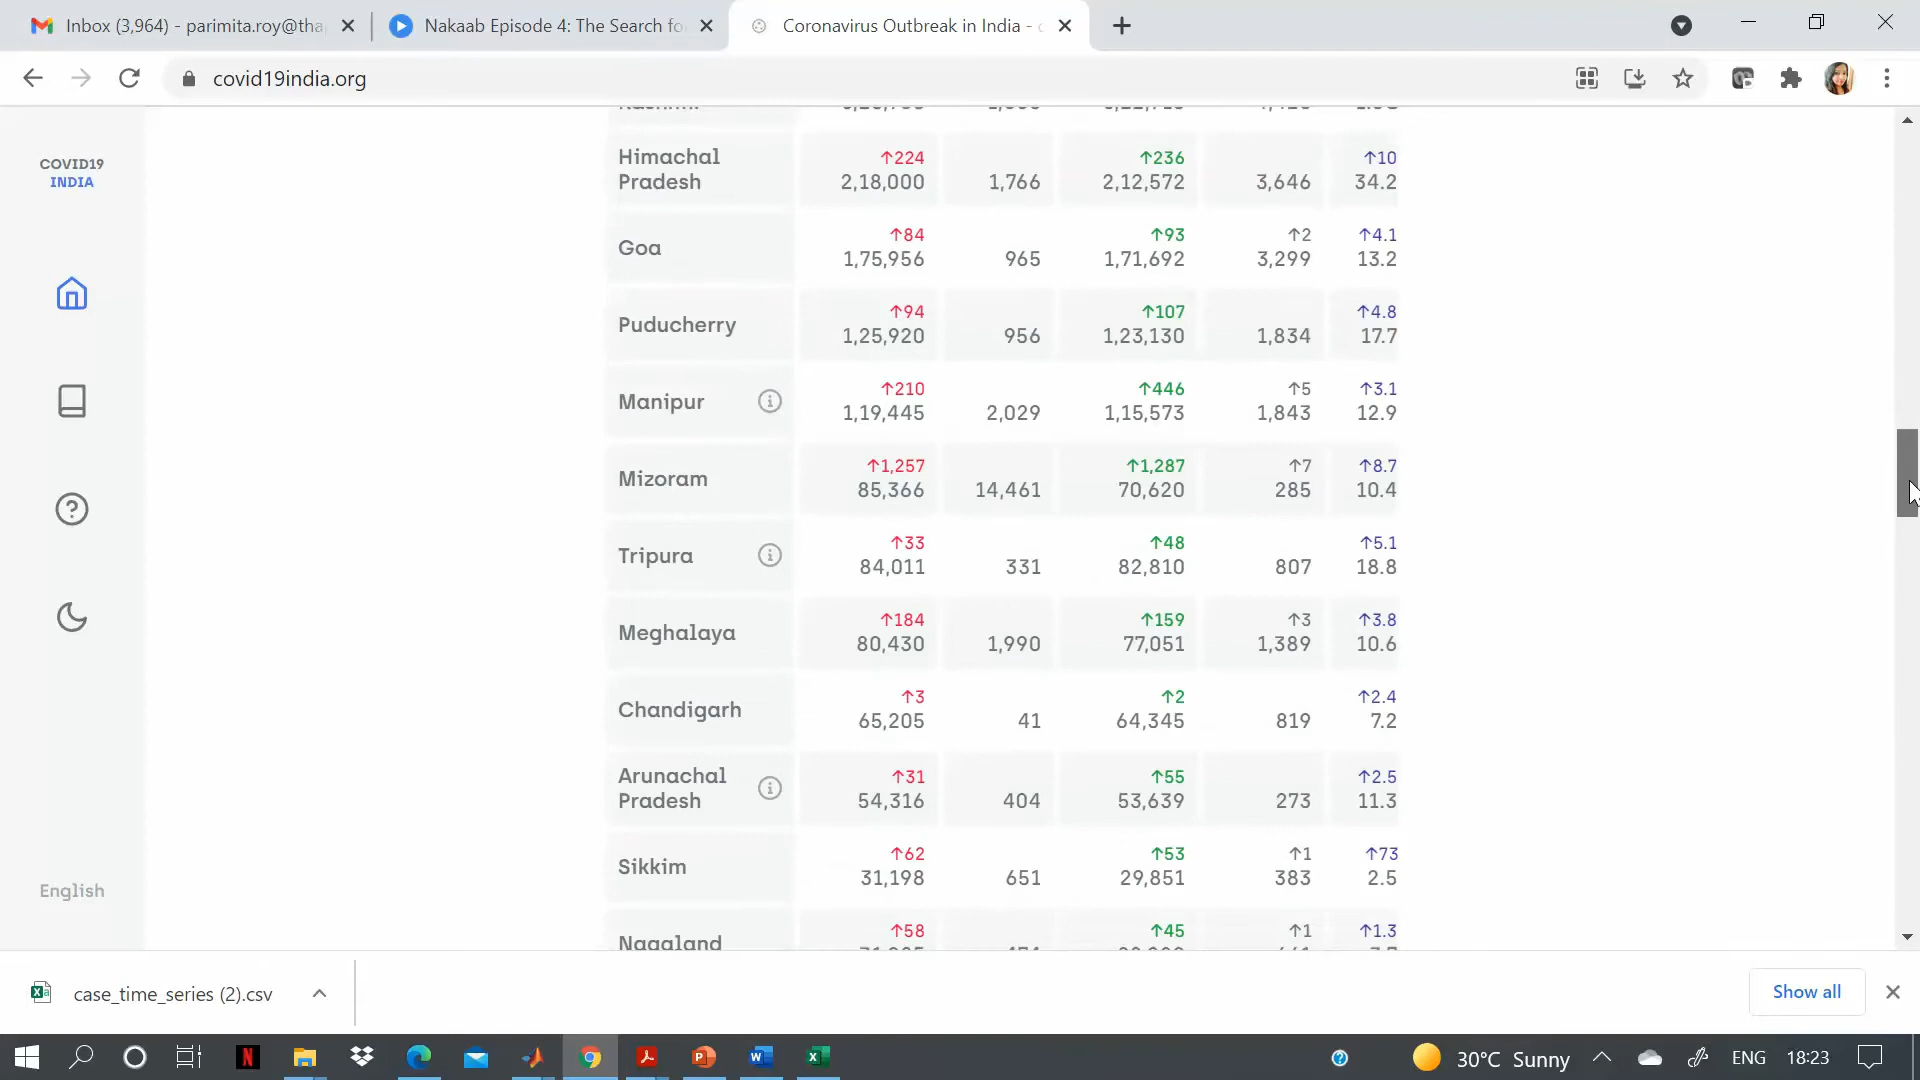 Inbox (3,964) - parimita.roy@tha
Nakaab Episode 4: The Search fo
Coronavirus Outbreak in India -
covid19india.org
COVID19
INDIA
English
Himachal Pradesh ↑224 2,18,000 1,766 ↑236 2,12,572 3,646 ↑10 34.2
Goa ↑84 1,75,956 965 ↑93 1,71,692 ↑2 3,299 ↑4.1 13.2
Puducherry ↑94 1,25,920 956 ↑107 1,23,130 1,834 ↑4.8 17.7
Manipur ↑210 1,19,445 2,029 ↑446 1,15,573 ↑5 1,843 ↑3.1 12.9
Mizoram ↑1,257 85,366 14,461 ↑1,287 70,620 ↑7 285 ↑8.7 10.4
Tripura ↑33 84,011 331 ↑48 82,810 807 ↑5.1 18.8
Meghalaya ↑184 80,430 1,990 ↑159 77,051 ↑3 1,389 ↑3.8 10.6
Chandigarh ↑3 65,205 41 ↑2 64,345 819 ↑2.4 7.2
Arunachal Pradesh ↑31 54,316 404 ↑55 53,639 273 ↑2.5 11.3
Sikkim ↑62 31,198 651 ↑53 29,851 ↑1 383 ↑73 2.5
Nagaland ↑58 ↑45 ↑1 ↑1.3
case_time_series (2).csv
Show all
30°C Sunny
ENG
18:23